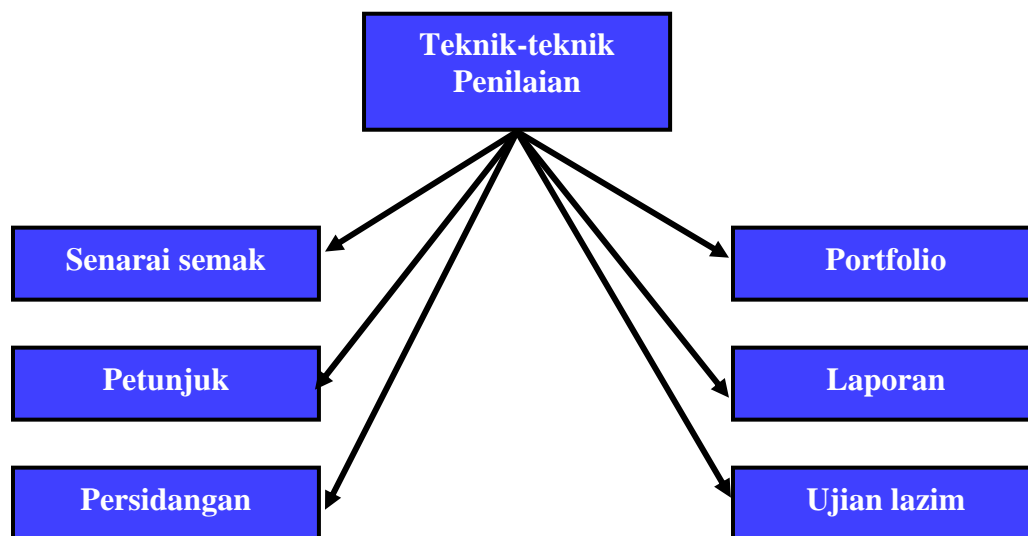 Teknik-teknik
Penilaian
Senarai semak
Portfolio
Petunjuk
Laporan
Persidangan
Ujian lazim